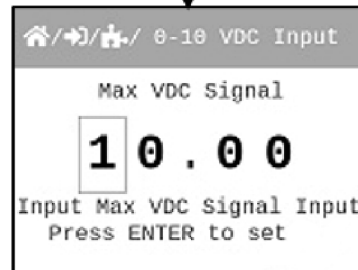 / / / 0-10 VDC Input
Max VDC Signal
10.00
Input Max VDC Signal Input
Press ENTER to set